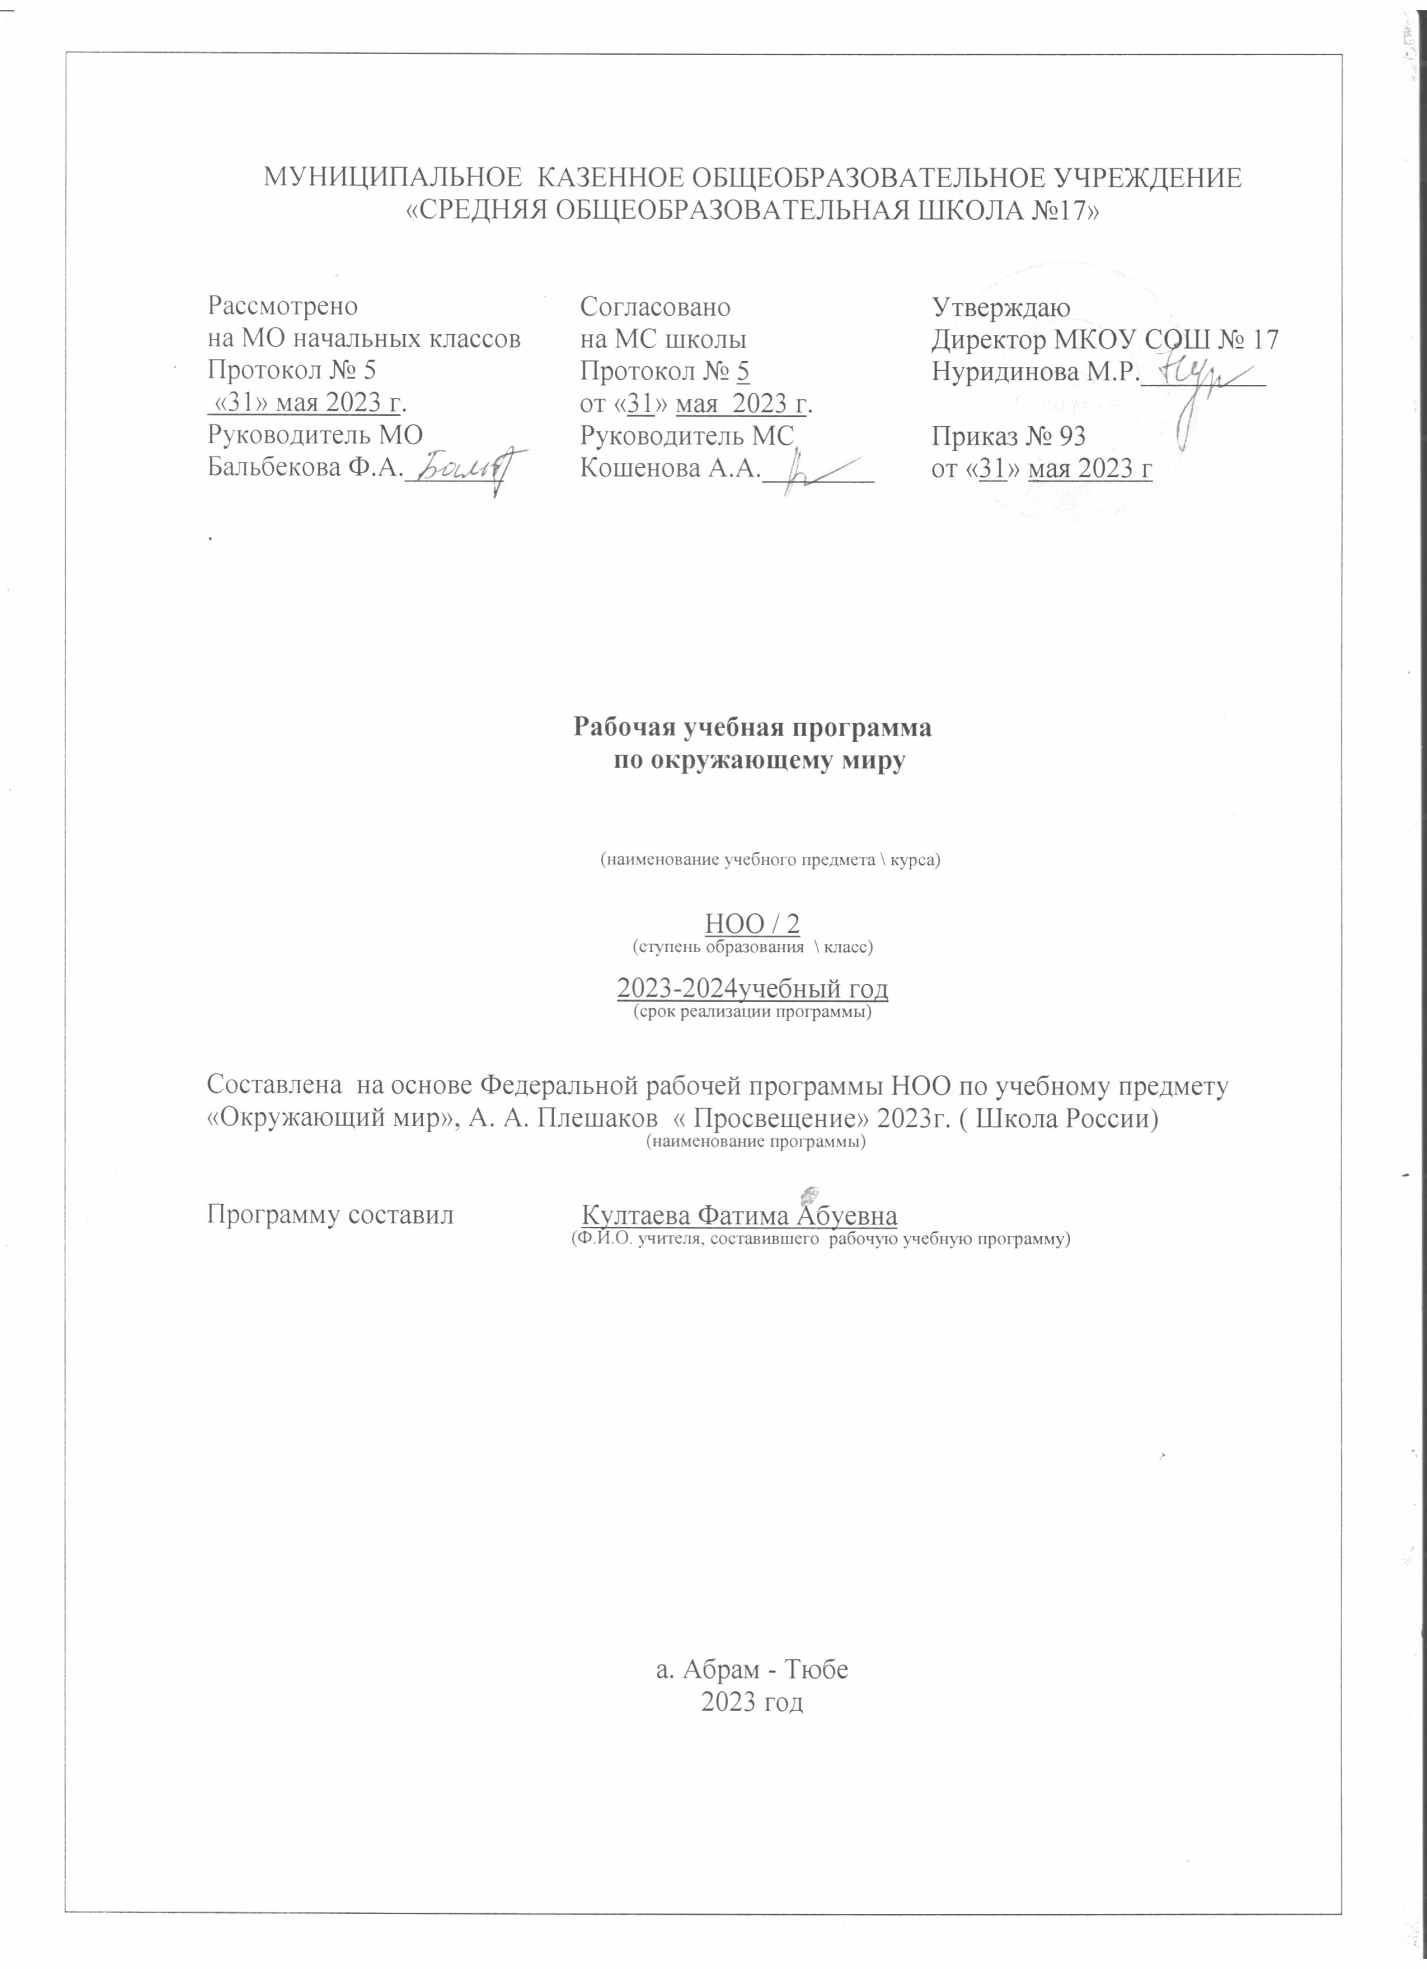 МУНИЦИПАЛЬНОЕ КАЗЕННОЕ ОБЩЕОБРАЗОВАТЕЛЬНОЕ УЧРЕЖДЕНИЕ
«СРЕДНЯЯ ОБЩЕОБРАЗОВАТЕЛЬНАЯ ШКОЛА №17»
Рассмотрено
на МО начальных классов
Протокол № 5
«31» мая 2023 г.
Руководитель МО
Бальбекова Ф.А.
Согласовано
на МС школы
Протокол № 5
от «31» мая 2023 г.
Руководитель МС
Кошенова А.А.
Утверждаю
Директор МКОУ СОШ № 17
Нуридинова М.Р.
Приказ № 93
от «31» мая 2023 г
Рабочая учебная программа
по окружающему миру
(наименование учебного предмета \ курса)
НОО / 2
(ступень образования \ класс)
2023-2024учебный год
(срок реализации программы)
Составлена на основе Федеральной рабочей программы НОО по учебному предмету
«Окружающий мир», А. А. Плешаков « Просвещение» 2023г. ( Школа России)
(наименование программы)
Программу составил Култаева Фатима Абуевна
(Ф.И.О. учителя, составившего рабочую учебную программу)
а. Абрам - Тюбе
2023 год